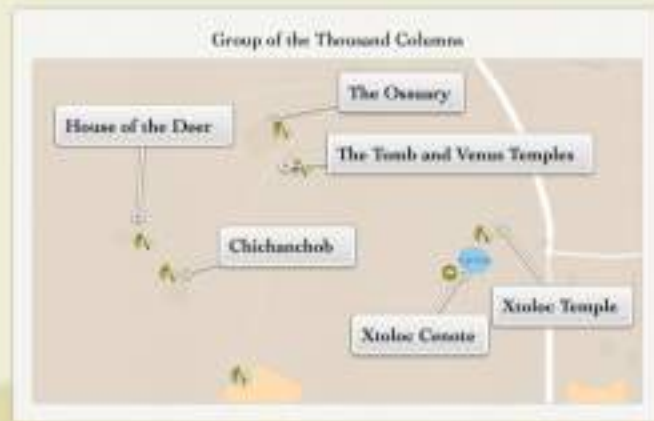 Group of the Thousand Columns
The Ossuary
House of the Deer
The Tomb and Venus Temples
Chichanchob
Xtoloc Temple
Xtoloc Cenote